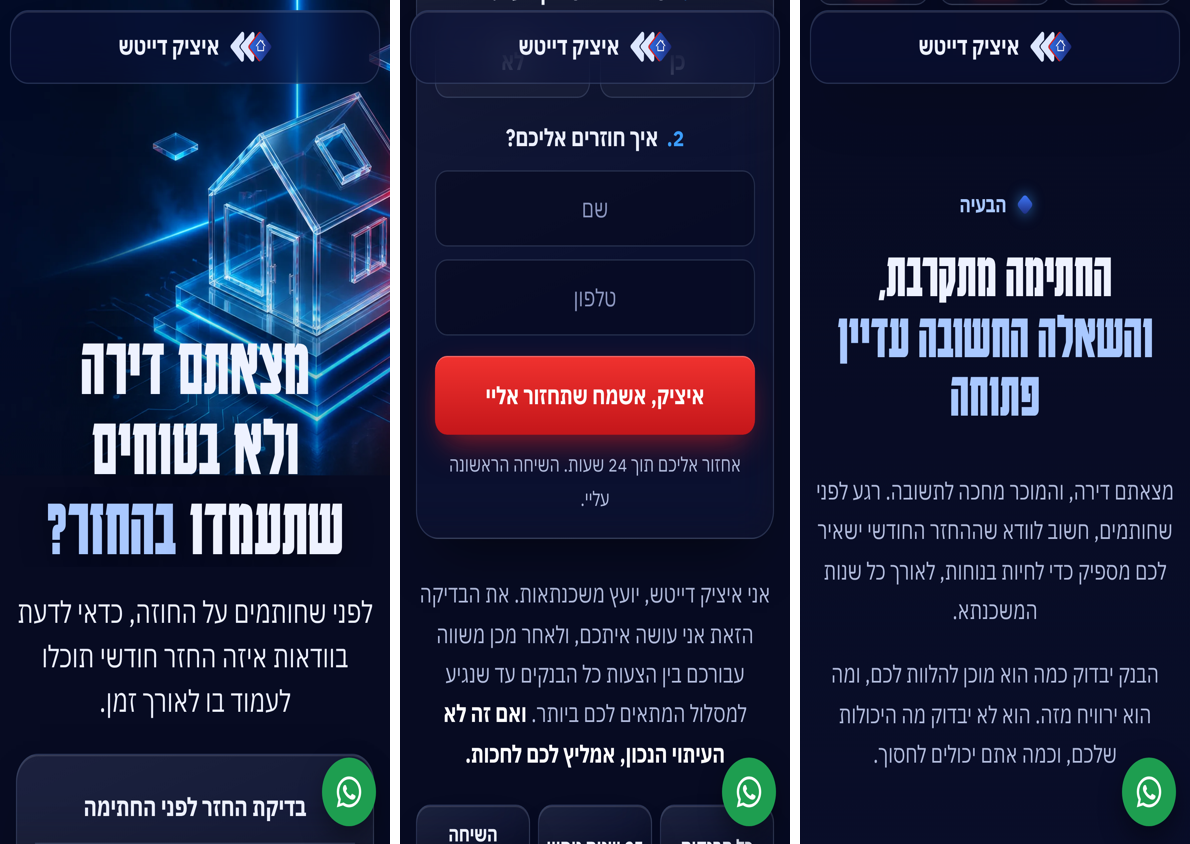 איציק דייטש
מצאתם דירה
ולא בטוחים
שתעמדו בהחזר?
לפני שחותמים על החוזה, כדאי לדעת
בוודאות איזה החזר חודשי תוכלו
לעמוד בו לאורך זמן.
בדיקת החזר לפני החתימה
איציק דייטש
כן
לא
2. איך חוזרים אליכם?
שם
טלפון
איציק, אשמח שתחזור אליי
אחזור אליכם תוך 24 שעות. השיחה הראשונה
עליי.
אני איציק דייטש, יועץ משכנתאות. את הבדיקה
הזאת אני עושה איתכם, ולאחר מכן משווה
עבורכם בין הצעות כל הבנקים עד שנגיע
למסלול המתאים לכם ביותר. ואם זה לא
העיתוי הנכון, אמליץ לכם לחכות.
השיחה
איציק דייטש
הבעיה
החתימה מתקרבת,
והשאלה החשובה עדיין
פתוחה
מצאתם דירה, והמוכר מחכה לתשובה. רגע לפני
שחותמים, חשוב לוודא שההחזר החודשי ישאיר
לכם מספיק כדי לחיות בנוחות, לאורך כל שנות
המשכנתא.
הבנק יבדוק כמה הוא מוכן להלוות לכם, ומה
הוא ירוויח מזה. הוא לא יבדוק מה היכולות
שלכם, וכמה אתם יכולים לחסוך.